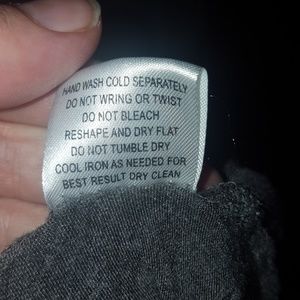 HAND WASH COLD SEPARATELY
DO NOT WRING OR TWIST
DO NOT BLEACH
RESHAPE AND DRY FLAT
DO NOT TUMBLE DRY
COOL IRON AS NEEDED FOR
BEST RESULT DRY CLEAN